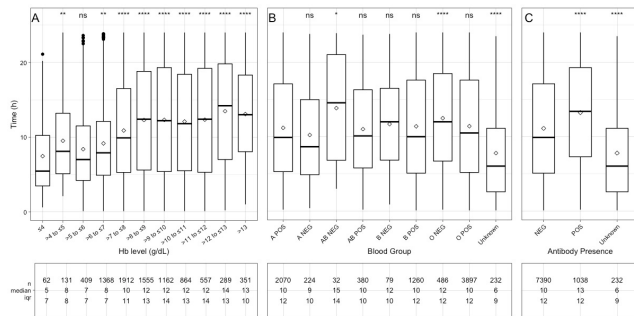 A
** ns ** **** **** **** **** **** **** ****
B
ns * ns ns ns **** ns ****
C
**** ****
Time (h)
20
10
0
≤4 >4 to ≤5 >5 to ≤6 >6 to ≤7 >7 to ≤8 >8 to ≤9 >9 to ≤10 >10 to ≤11 >11 to ≤12 >12 to ≤13 >13
Hb level (g/dL)
A POS A NEG AB NEG AB POS B NEG B POS O NEG O POS Unknown
Blood Group
NEG POS Unknown
Antibody Presence
n 131 409 1368 1912 1555 1162 864 557 289 351
median 5 8 7 8 10 12 12 12 12 14 13
iqr 7 8 7 8 11 13 14 13 14 13 10
2070 224 32 380 79 1260 486 3897 232
10 9 15 10 12 10 12 10 6
12 10 14 10 10 12 12 12 9
7390 1038 232
10 13 6
12 12 9